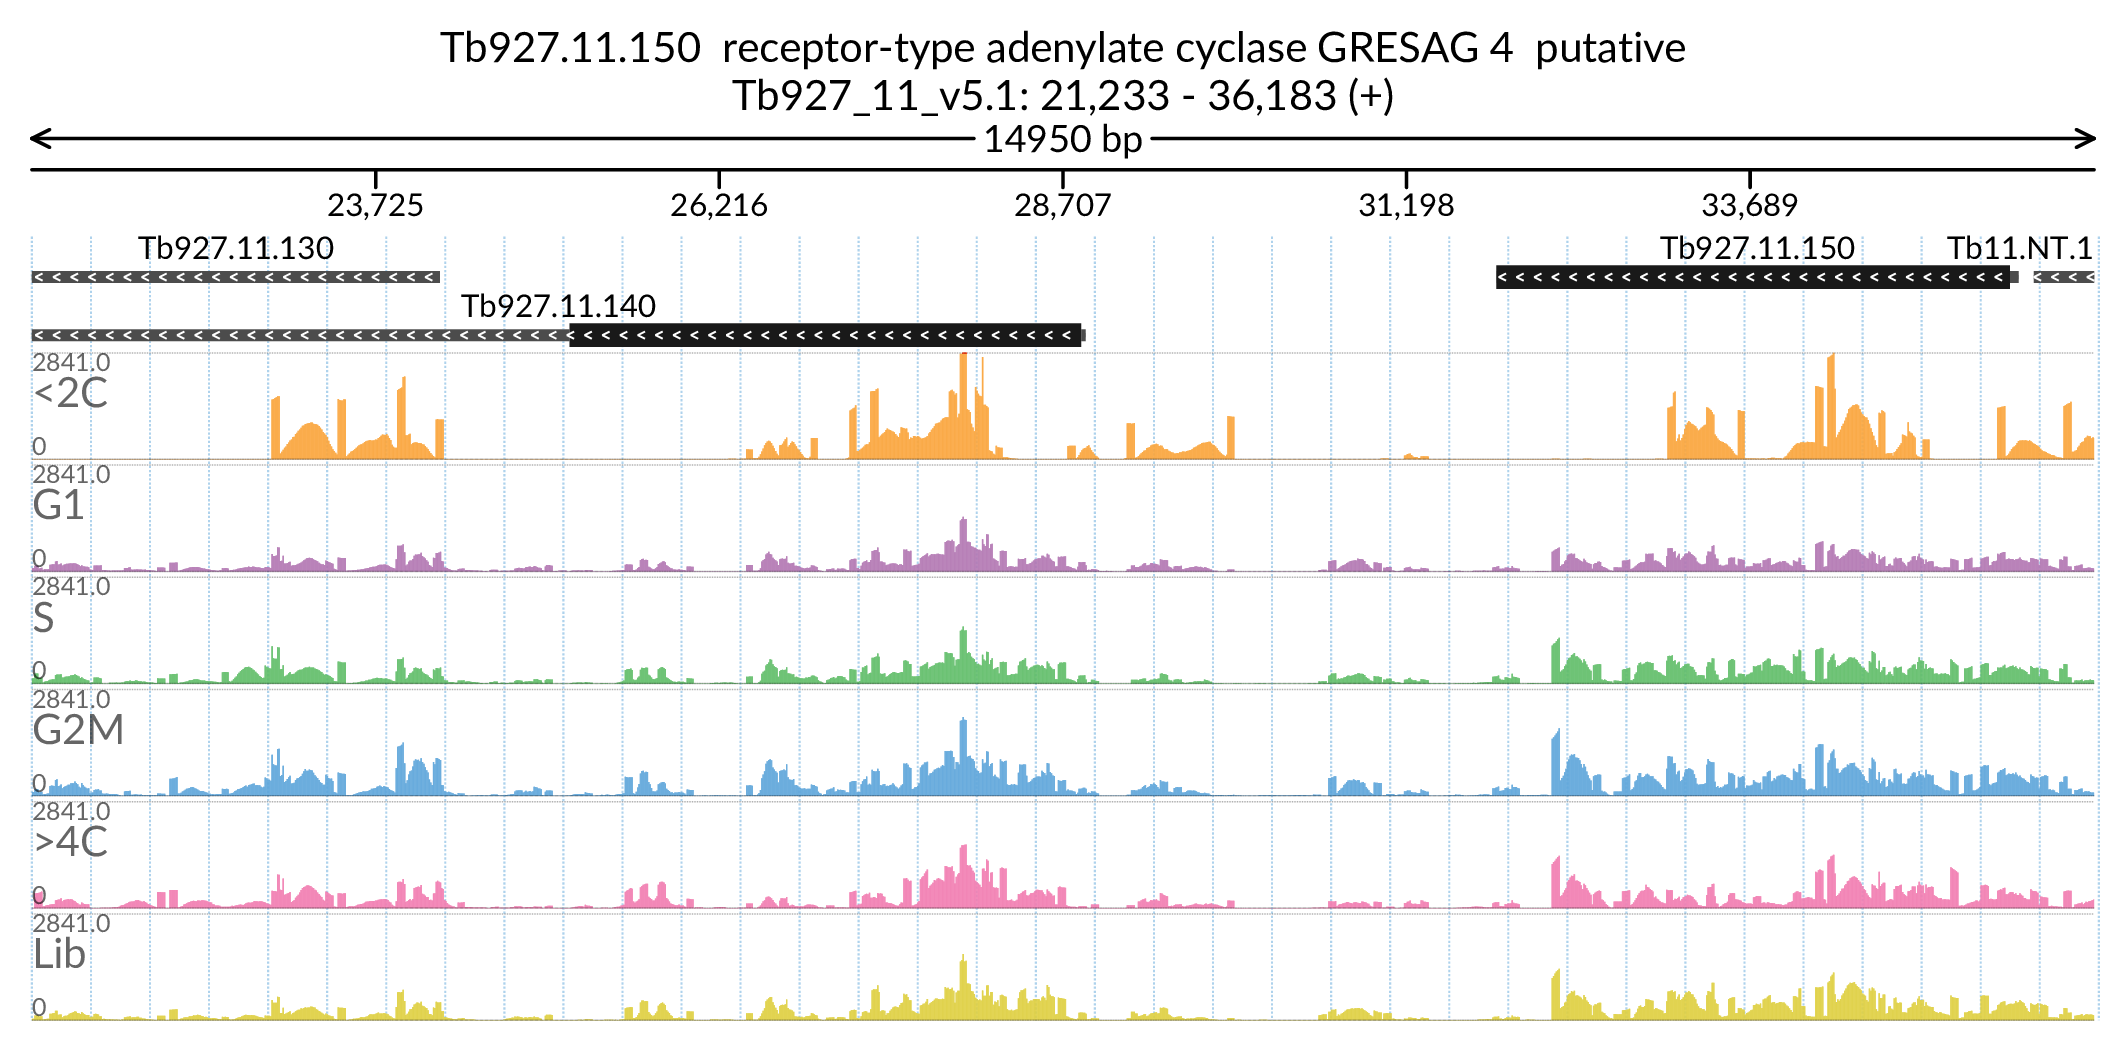 Tb927.11.150  receptor-type adenylate cyclase GRESAG 4  putative
Tb927_11_v5.1: 21,233 - 36,183 (+)
14950 bp
23,725 26,216 28,707 31,198 33,689
Tb927.11.130 Tb927.11.150 Tb11.NT.1
Tb927.11.140
2841.0
<2C
0
2841.0
G1
0
2841.0
S
0
2841.0
G2M
0
2841.0
>4C
0
2841.0
Lib
0